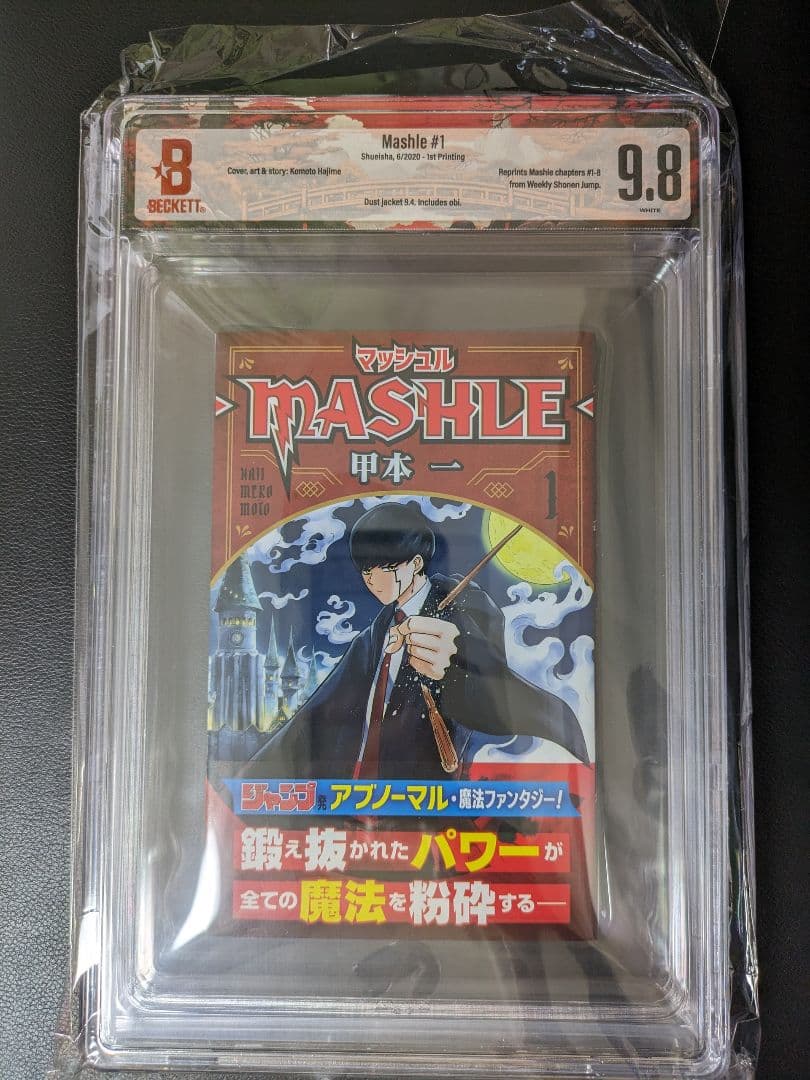 B
BECKETT®
Mashle #1
Shueisha, 6/2020 - 1st Printing
Cover, art & story: Komoto Hajime
Reprints Mashle chapters #1-8
from Weekly Shonen Jump.
Dust jacket 9.4. Includes obi.
9.8
WHITE
マッシュル
MASHLE
甲本 一
HAJI
MEKO
MOTO
1
ジャンプ発 アブノーマル・魔法ファンタジー!
鍛え抜かれたパワーが
全ての魔法を粉砕する──